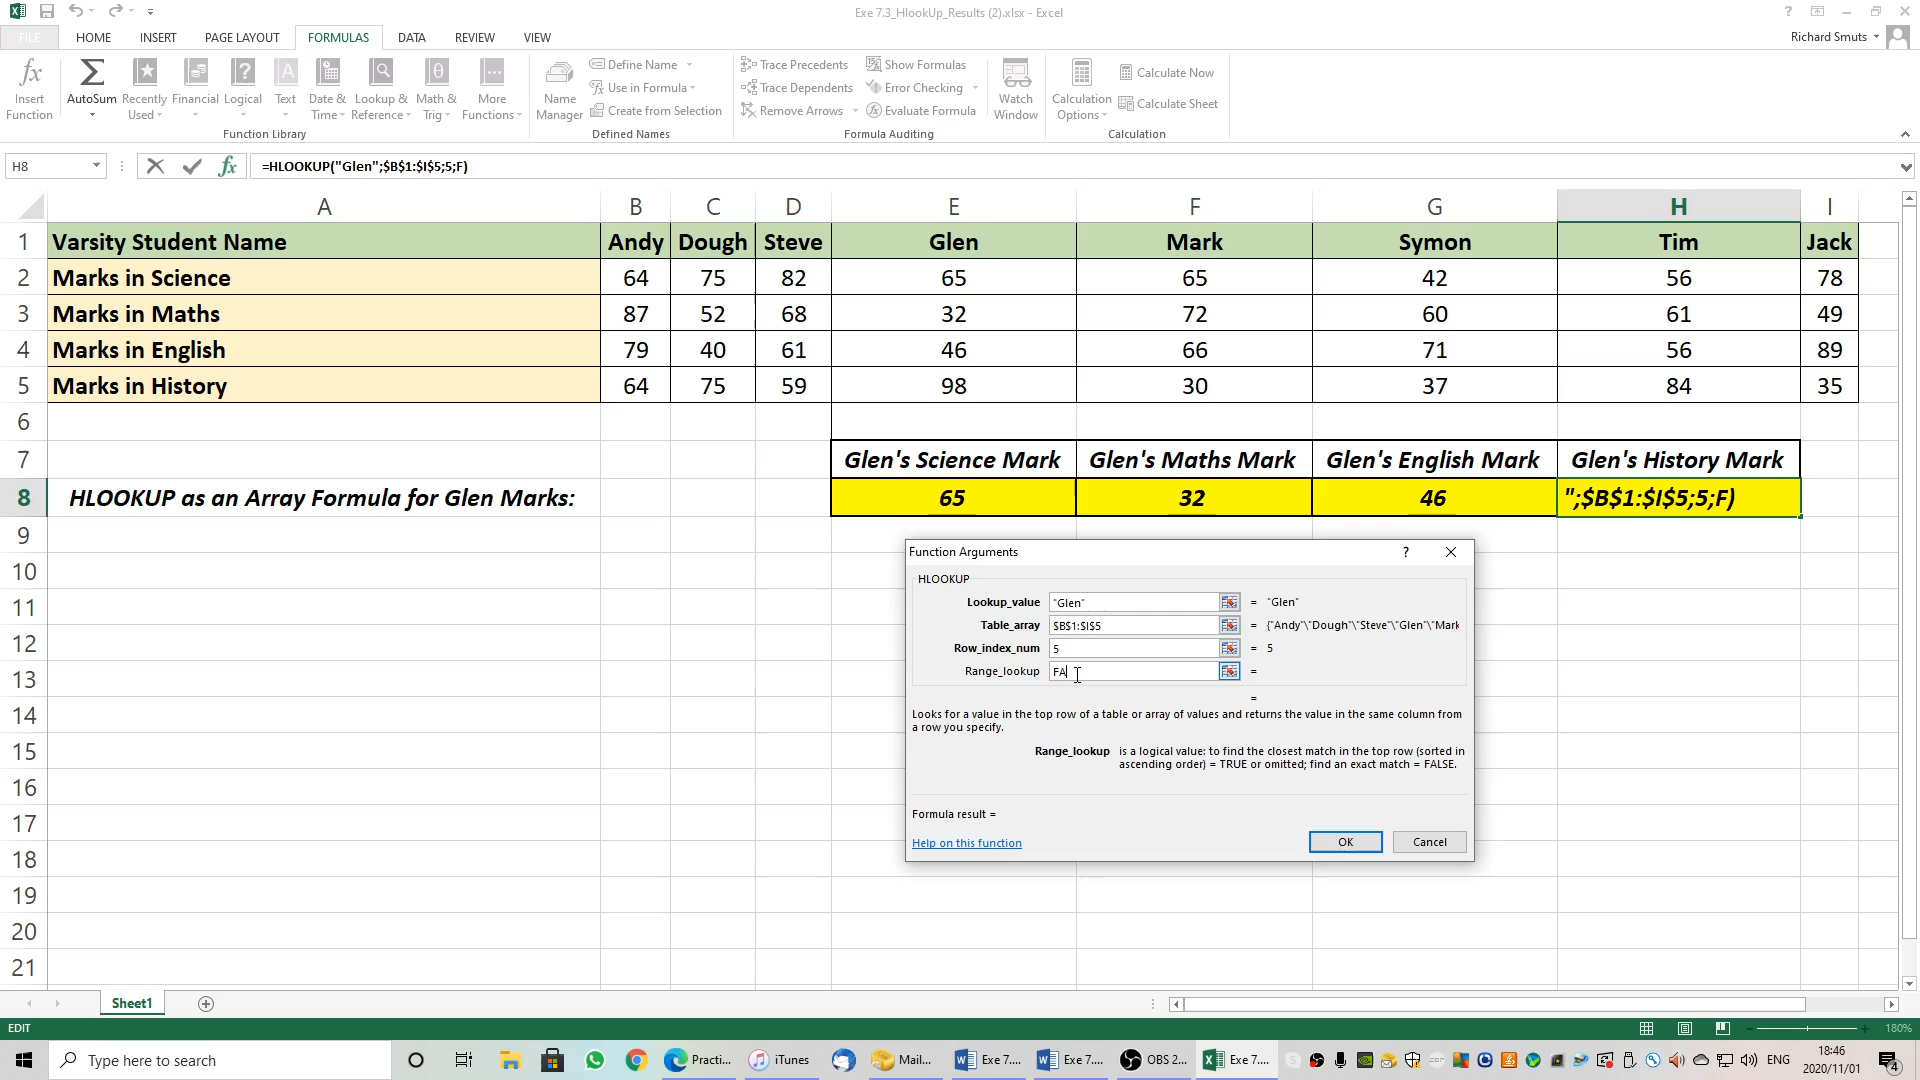 Exe 7.3_HlookUp_Results (2).xlsx - Excel
FILE HOME INSERT PAGE LAYOUT FORMULAS DATA REVIEW VIEW
Richard Smuts
Insert Function
AutoSum
Recently Used
Financial
Logical
Text
Date & Time
Lookup & Reference
Math & Trig
More Functions
Function Library
Name Manager
Define Name
Use in Formula
Create from Selection
Defined Names
Trace Precedents
Trace Dependents
Remove Arrows
Show Formulas
Error Checking
Evaluate Formula
Formula Auditing
Watch Window
Calculation Options
Calculate Now
Calculate Sheet
Calculation
H8
=HLOOKUP("Glen";$B$1:$I$5;5;F)
A B C D E F G H I
1 Varsity Student Name Andy Dough Steve Glen Mark Symon Tim Jack
2 Marks in Science 64 75 82 65 65 42 56 78
3 Marks in Maths 87 52 68 32 72 60 61 49
4 Marks in English 79 40 61 46 66 71 56 89
5 Marks in History 64 75 59 98 30 37 84 35
6
7 Glen's Science Mark Glen's Maths Mark Glen's English Mark Glen's History Mark
8 HLOOKUP as an Array Formula for Glen Marks: 65 32 46 ";$B$1:$I$5;5;F)
9
10
11
12
13
14
15
16
17
18
19
20
21
Function Arguments ?
HLOOKUP
Lookup_value "Glen" = "Glen"
Table_array $B$1:$I$5 = {"Andy"\"Dough"\"Steve"\"Glen"\"Mark
Row_index_num 5 = 5
Range_lookup FA =
=
Looks for a value in the top row of a table or array of values and returns the value in the same column from
a row you specify.
Range_lookup is a logical value: to find the closest match in the top row (sorted in
ascending order) = TRUE or omitted; find an exact match = FALSE.
Formula result =
Help on this function
OK Cancel
Sheet1
EDIT
180%
Type here to search
Practi...
iTunes
Mail...
Exe 7....
Exe 7....
OBS 2...
Exe 7....
ENG
18:46
2020/11/01
4